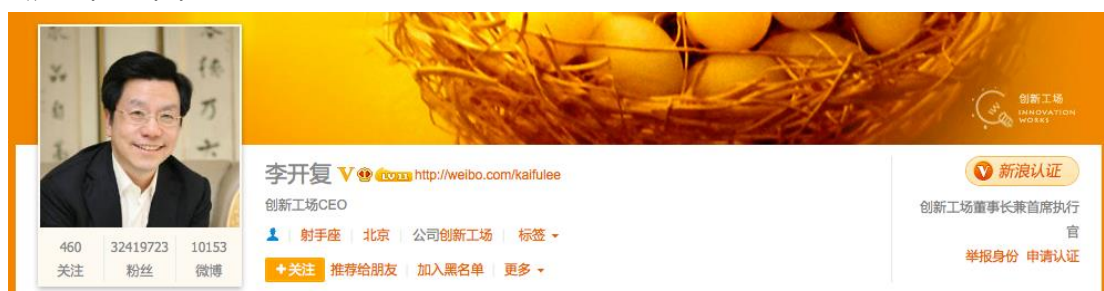 创新工场
INNOVATION
WORKS
李开复 V LV 11 http://weibo.com/kaifulee
创新工场CEO
射手座 北京 公司创新工场 标签
+关注 推荐给朋友 加入黑名单 更多
460 32419723 10153
关注 粉丝 微博
V 新浪认证
创新工场董事长兼首席执行
官
举报身份 申请认证